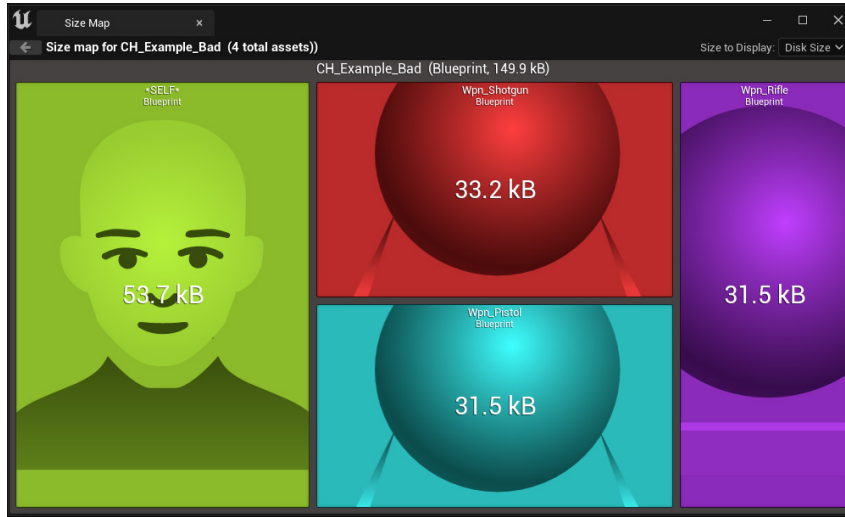 Size Map
Size map for CH_Example_Bad (4 total assets))
Size to Display: Disk Size
CH_Example_Bad (Blueprint, 149.9 kB)
*SELF*
Blueprint
53.7 kB
Wpn_Shotgun
Blueprint
33.2 kB
Wpn_Pistol
Blueprint
31.5 kB
Wpn_Rifle
Blueprint
31.5 kB